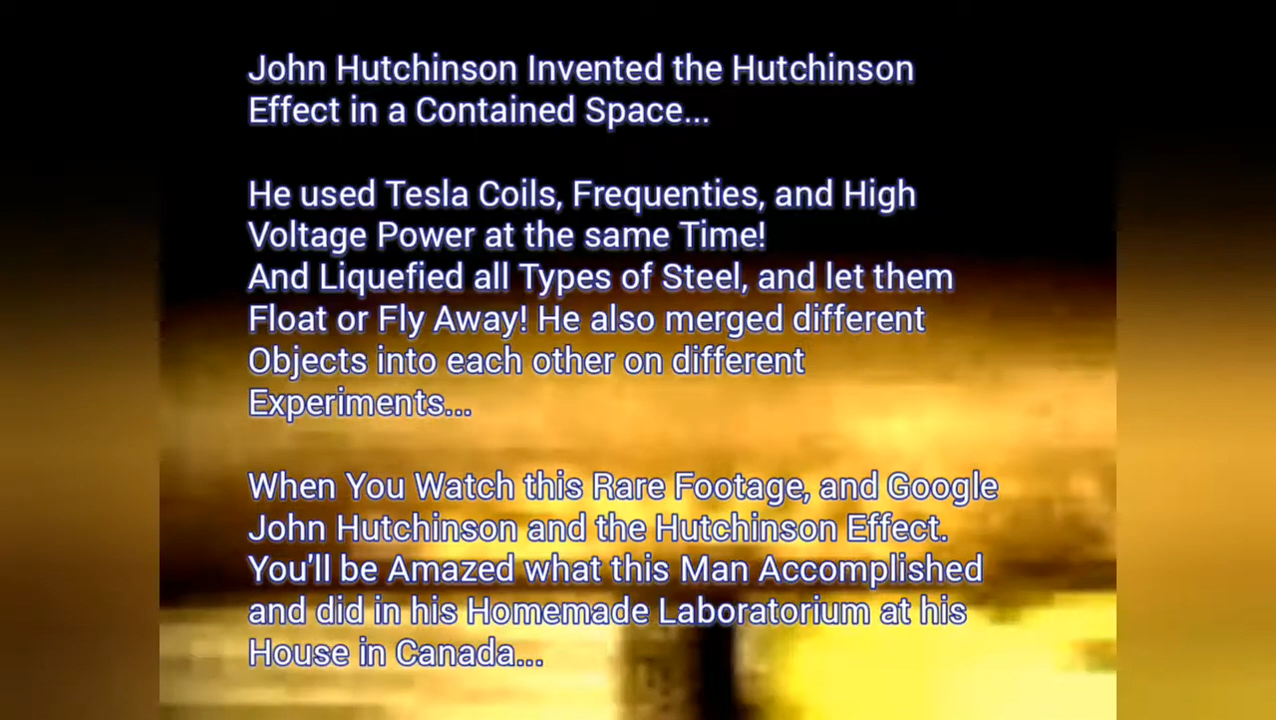 John Hutchinson Invented the Hutchinson
Effect in a Contained Space...
He used Tesla Coils, Frequenties, and High
Voltage Power at the same Time!
And Liquefied all Types of Steel, and let them
Float or Fly Away! He also merged different
Objects into each other on different
Experiments...
When You Watch this Rare Footage, and Google
John Hutchinson and the Hutchinson Effect.
You'll be Amazed what this Man Accomplished
and did in his Homemade Laboratorium at his
House in Canada...